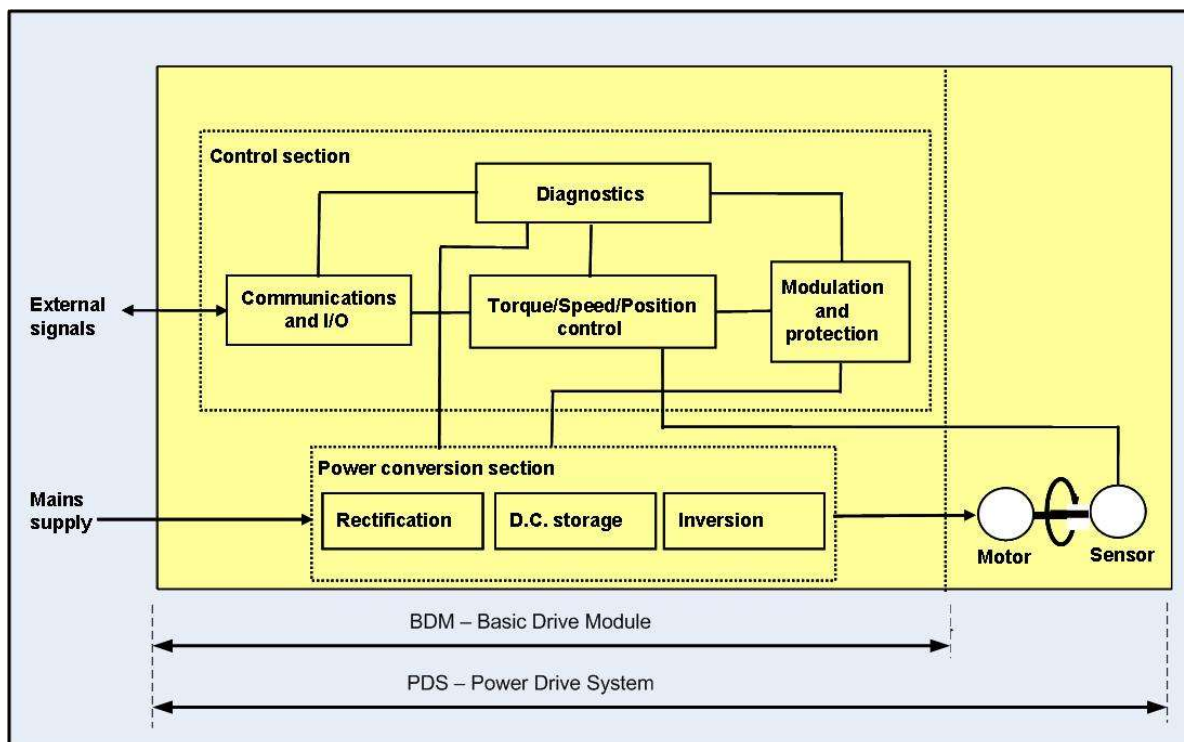 Control section
Diagnostics
External
signals
Communications
and I/O
Torque/Speed/Position
control
Modulation
and
protection
Power conversion section
Mains
supply
Rectification
D.C. storage
Inversion
Motor
Sensor
BDM – Basic Drive Module
PDS – Power Drive System